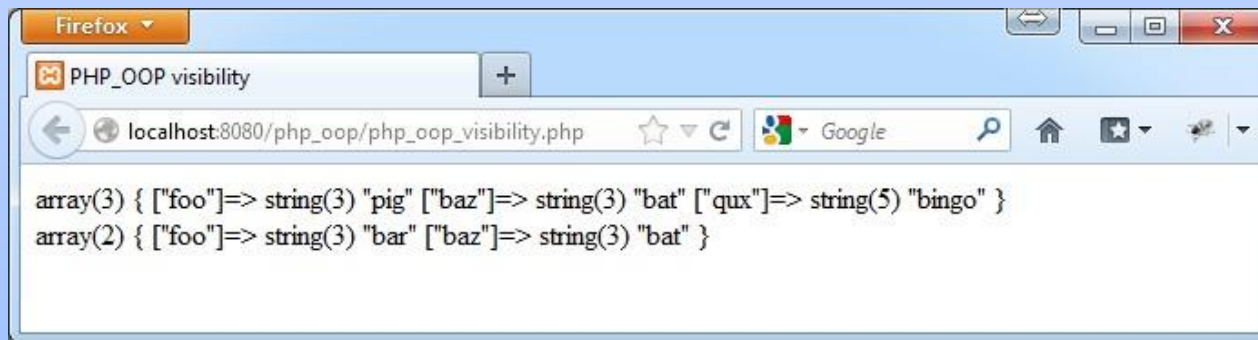 Firefox
PHP_OOP visibility
localhost:8080/php_oop/php_oop_visibility.php
Google
array(3) { ["foo"]=> string(3) "pig" ["baz"]=> string(3) "bat" ["qux"]=> string(5) "bingo" }
array(2) { ["foo"]=> string(3) "bar" ["baz"]=> string(3) "bat" }